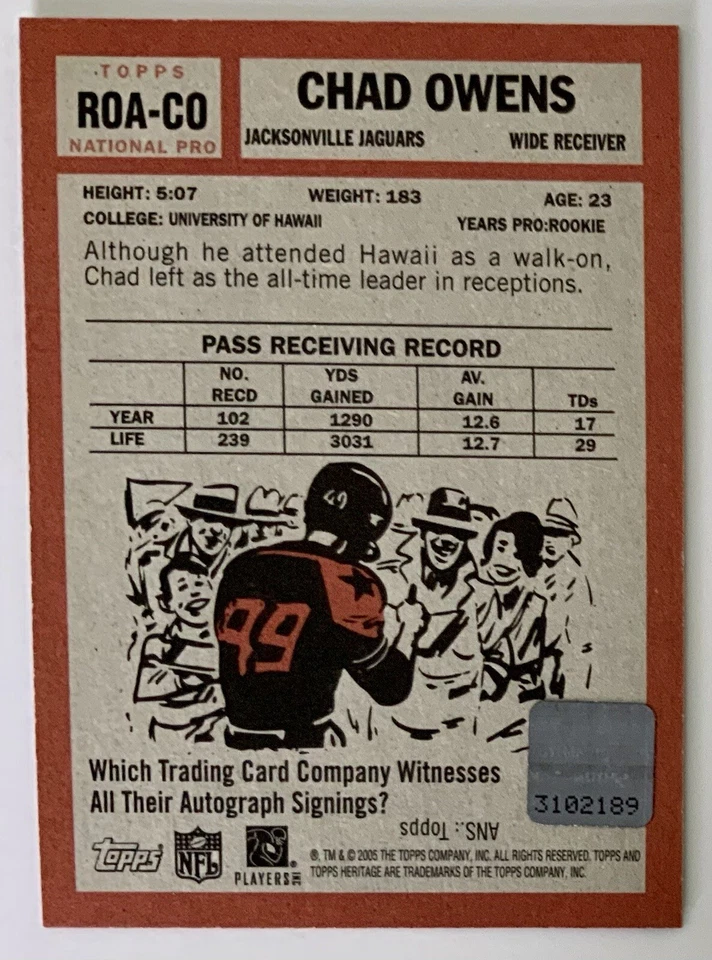 TOPPS
ROA-CO
NATIONAL PRO
CHAD OWENS
JACKSONVILLE JAGUARS WIDE RECEIVER
HEIGHT: 5:07 WEIGHT: 183 AGE: 23
COLLEGE: UNIVERSITY OF HAWAII YEARS PRO:ROOKIE
Although he attended Hawaii as a walk-on,
Chad left as the all-time leader in receptions.
PASS RECEIVING RECORD
NO. RECD YDS GAINED AV. GAIN TDs
YEAR 102 1290 12.6 17
LIFE 239 3031 12.7 29
49
99
Which Trading Card Company Witnesses
All Their Autograph Signings?
3102189
ANS.: Topps
Topps NFL PLAYERS INC
®, TM & © 2005 THE TOPPS COMPANY, INC. ALL RIGHTS RESERVED. TOPPS AND
TOPPS HERITAGE ARE TRADEMARKS OF THE TOPPS COMPANY, INC.